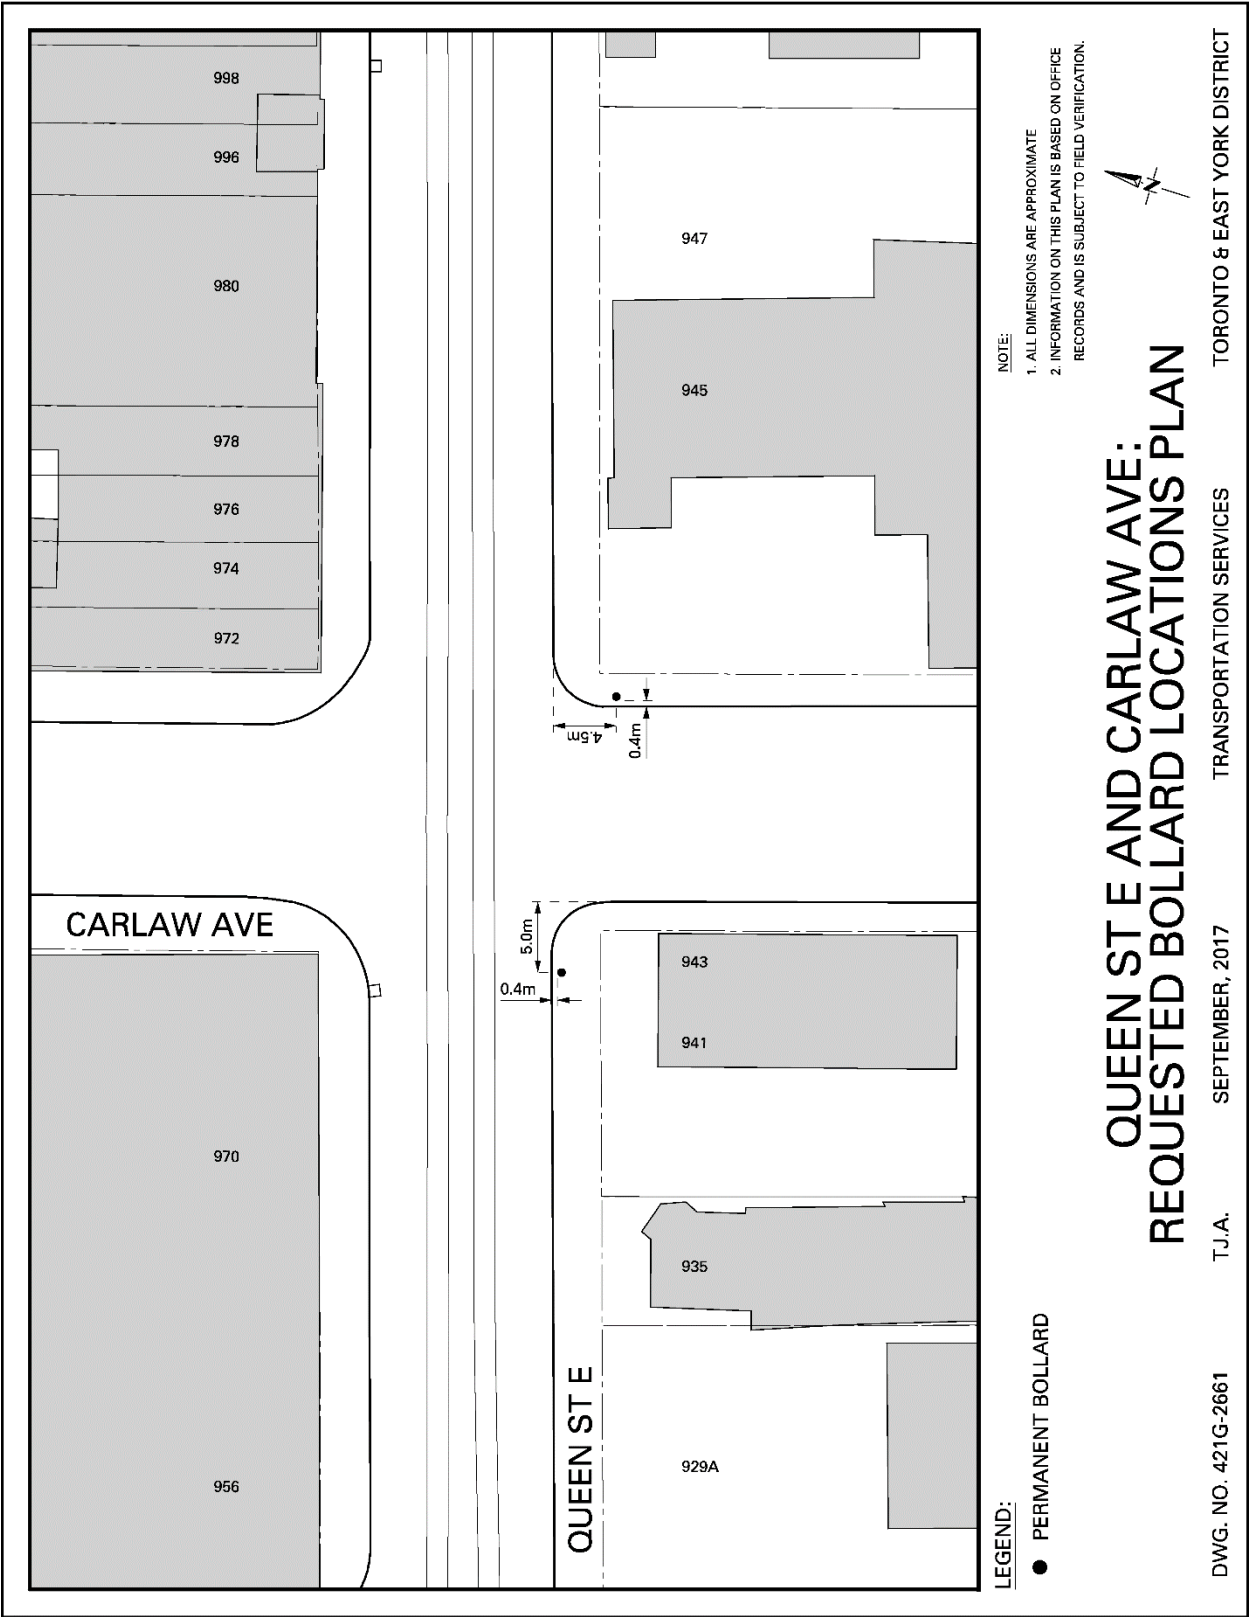 998
996
980
978
976
974
972
CARLAW AVE
970
956
947
945
4.5m
0.4m
5.0m
0.4m
943
941
935
929A
QUEEN ST E
LEGEND:
PERMANENT BOLLARD
NOTE:
1. ALL DIMENSIONS ARE APPROXIMATE
2. INFORMATION ON THIS PLAN IS BASED ON OFFICE
RECORDS AND IS SUBJECT TO FIELD VERIFICATION.
N
QUEEN ST E AND CARLAW AVE:
REQUESTED BOLLARD LOCATIONS PLAN
DWG. NO. 421G-2661 T.J.A. SEPTEMBER, 2017 TRANSPORTATION SERVICES TORONTO & EAST YORK DISTRICT